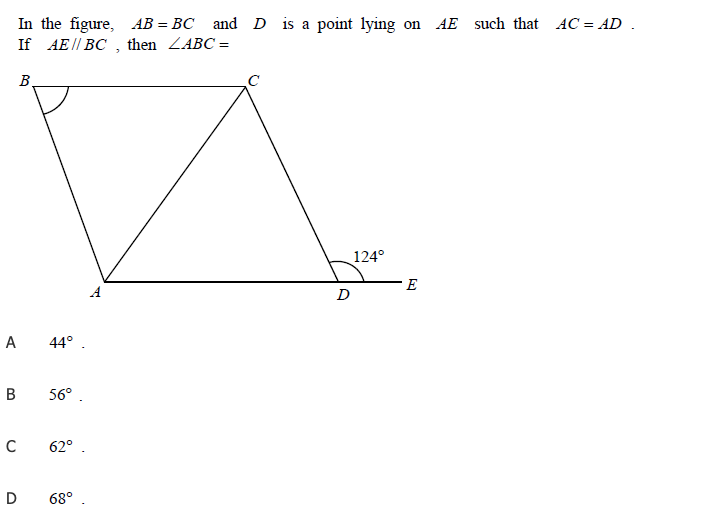 In the figure, AB = BC and D is a point lying on AE such that AC = AD .
If AE // BC , then ∠ABC =
B
C
124°
A
D
E
A 44° .
B 56° .
C 62° .
D 68° .